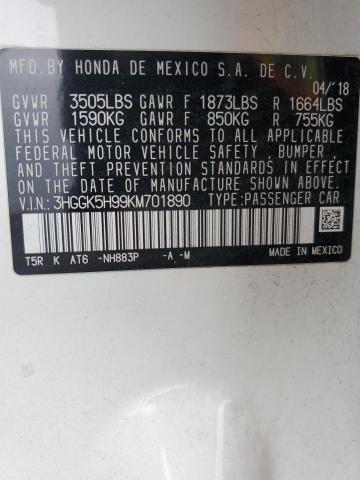 MFD. BY HONDA DE MEXICO S.A. DE C.V.
04/18
GVWR 3505LBS GAWR F 1873LBS R 1664LBS
GVWR 1590KG GAWR F 850KG R 755KG
THIS VEHICLE CONFORMS TO ALL APPLICABLE
FEDERAL MOTOR VEHICLE SAFETY, BUMPER,
AND THEFT PREVENTION STANDARDS IN EFFECT
ON THE DATE OF MANUFACTURE SHOWN ABOVE.
V.I.N.: 3HGGK5H99KM701890 TYPE: PASSENGER CAR
T5R K AT6 -NH883P -A -M MADE IN MEXICO